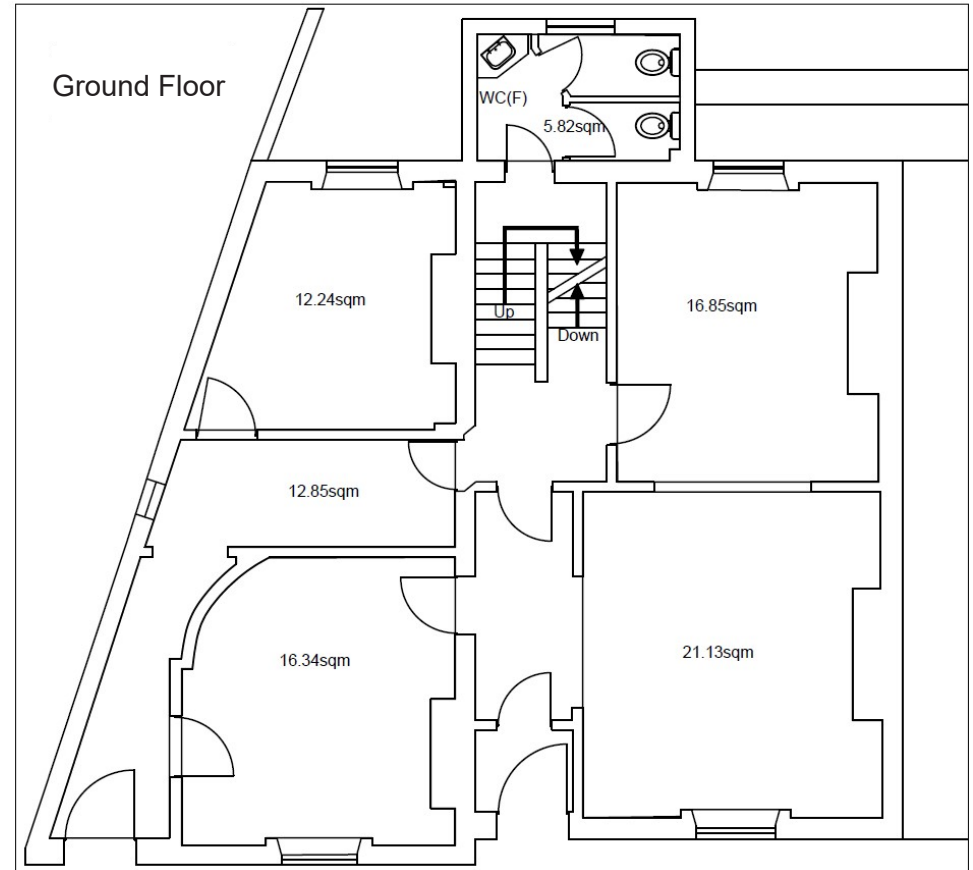 Ground Floor
WC(F)
5.82sqm
12.24sqm
16.85sqm
Up
Down
12.85sqm
16.34sqm
21.13sqm